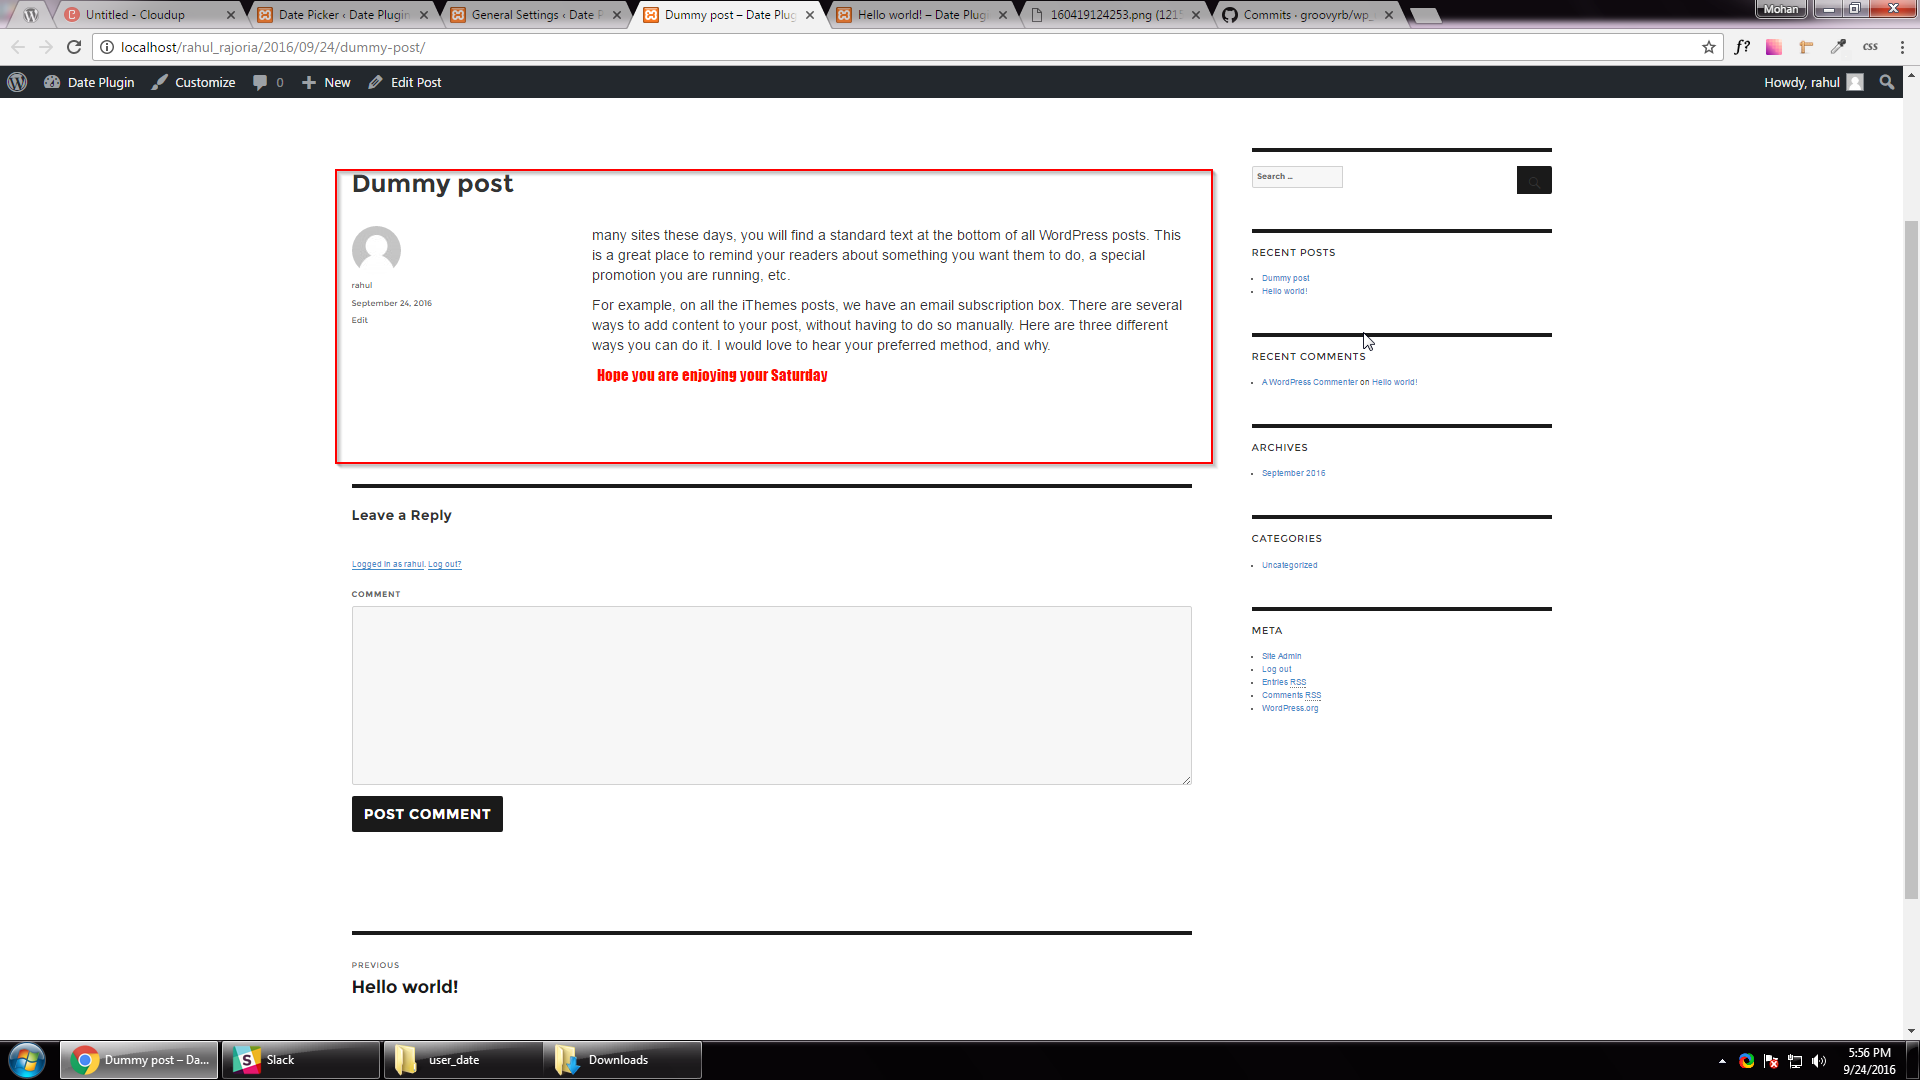 Untitled - Cloudup
Date Picker ‹ Date Plugin
General Settings ‹ Date P
Dummy post – Date Plug
Hello world! – Date Plug
160419124253.png (1215
Commits · groovyrb/wp_
Mohan
localhost/rahul_rajoria/2016/09/24/dummy-post/
f?
css
Date Plugin
Customize
0
New
Edit Post
Howdy, rahul
Dummy post
rahul
September 24, 2016
Edit
many sites these days, you will find a standard text at the bottom of all WordPress posts. This
is a great place to remind your readers about something you want them to do, a special
promotion you are running, etc.
For example, on all the iThemes posts, we have an email subscription box. There are several
ways to add content to your post, without having to do so manually. Here are three different
ways you can do it. I would love to hear your preferred method, and why.
Hope you are enjoying your Saturday
Leave a Reply
Logged in as rahul. Log out?
COMMENT
POST COMMENT
PREVIOUS
Hello world!
Search ...
RECENT POSTS
Dummy post
Hello world!
RECENT COMMENTS
A WordPress Commenter on Hello world!
ARCHIVES
September 2016
CATEGORIES
Uncategorized
META
Site Admin
Log out
Entries RSS
Comments RSS
WordPress.org
Dummy post – Da...
Slack
user_date
Downloads
5:56 PM
9/24/2016